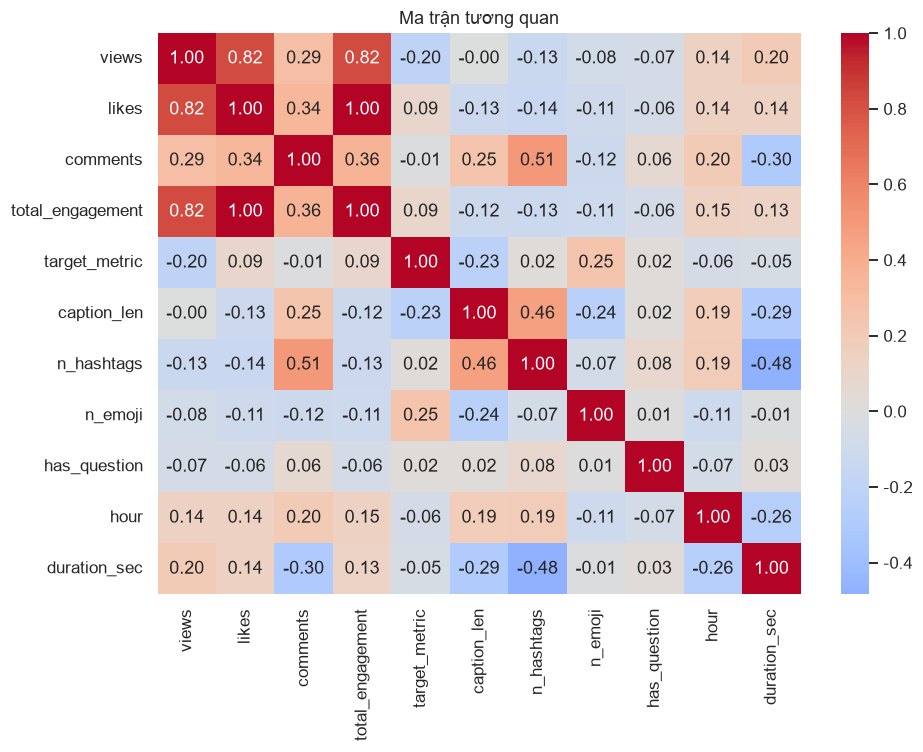 Ma trận tương quan
views 1.00 0.82 0.29 0.82 -0.20 -0.00 -0.13 -0.08 -0.07 0.14 0.20
likes 0.82 1.00 0.34 1.00 0.09 -0.13 -0.14 -0.11 -0.06 0.14 0.14
comments 0.29 0.34 1.00 0.36 -0.01 0.25 0.51 -0.12 0.06 0.20 -0.30
total_engagement 0.82 1.00 0.36 1.00 0.09 -0.12 -0.13 -0.11 -0.06 0.15 0.13
target_metric -0.20 0.09 -0.01 0.09 1.00 -0.23 0.02 0.25 0.02 -0.06 -0.05
caption_len -0.00 -0.13 0.25 -0.12 -0.23 1.00 0.46 -0.24 0.02 0.19 -0.29
n_hashtags -0.13 -0.14 0.51 -0.13 0.02 0.46 1.00 -0.07 0.08 0.19 -0.48
n_emoji -0.08 -0.11 -0.12 -0.11 0.25 -0.24 -0.07 1.00 0.01 -0.11 -0.01
has_question -0.07 -0.06 0.06 -0.06 0.02 0.02 0.08 0.01 1.00 -0.07 0.03
hour 0.14 0.14 0.20 0.15 -0.06 0.19 0.19 -0.11 -0.07 1.00 -0.26
duration_sec 0.20 0.14 -0.30 0.13 -0.05 -0.29 -0.48 -0.01 0.03 -0.26 1.00
views
likes
comments
total_engagement
target_metric
caption_len
n_hashtags
n_emoji
has_question
hour
duration_sec
1.0
0.8
0.6
0.4
0.2
0.0
-0.2
-0.4